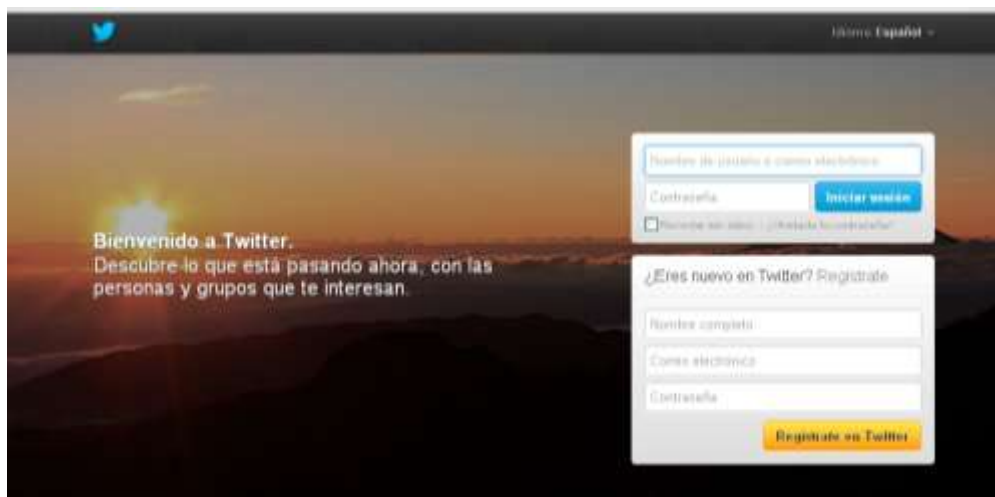 Idioma: Español
Nombre de usuario o correo electrónico
Contraseña
Iniciar sesión
Bienvenido a Twitter.
Descubre lo que está pasando ahora, con las
personas y grupos que te interesan.
¿Eres nuevo en Twitter? Regístrate
Nombre completo
Correo electrónico
Contraseña
Regístrate en Twitter